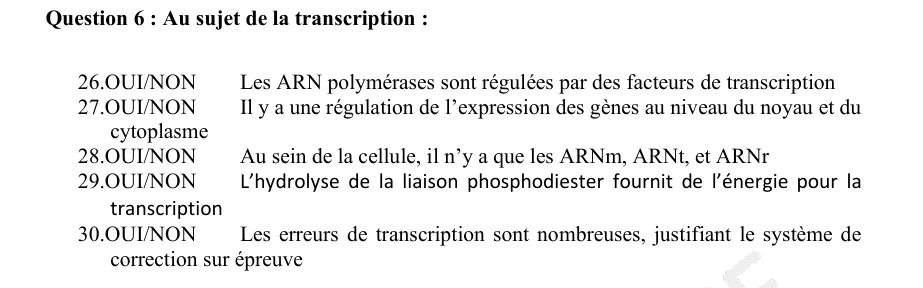 Question 6 : Au sujet de la transcription :
26.OUI/NON Les ARN polymérases sont régulées par des facteurs de transcription
27.OUI/NON Il y a une régulation de l’expression des gènes au niveau du noyau et du
cytoplasme
28.OUI/NON Au sein de la cellule, il n’y a que les ARNm, ARNt, et ARNr
29.OUI/NON L’hydrolyse de la liaison phosphodiester fournit de l’énergie pour la
transcription
30.OUI/NON Les erreurs de transcription sont nombreuses, justifiant le système de
correction sur épreuve